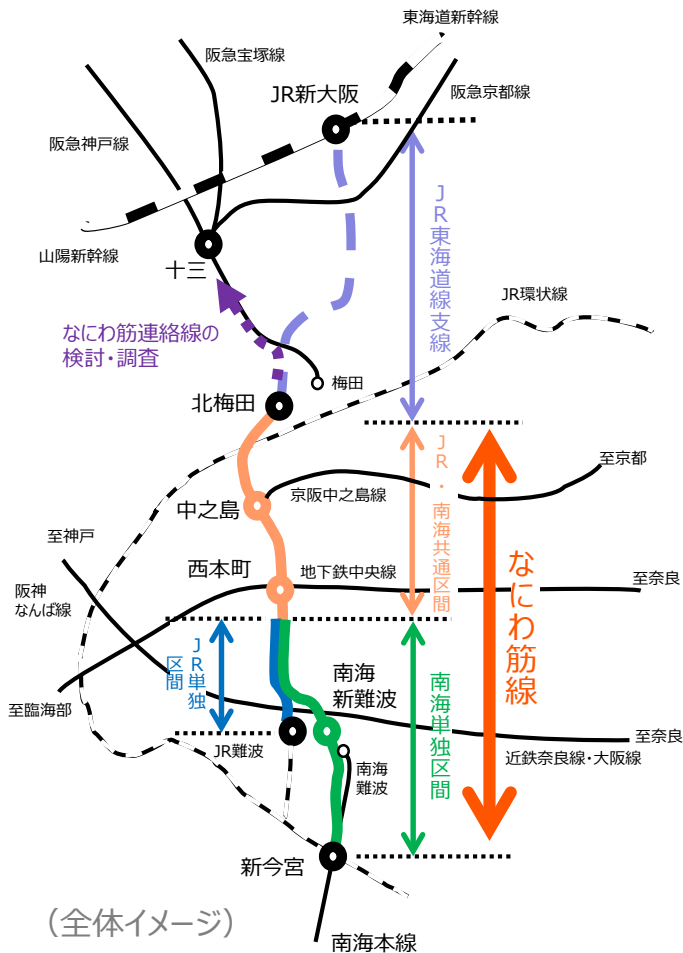 東海道新幹線
阪急宝塚線
JR新大阪
阪急京都線
阪急神戸線
山陽新幹線
十三
JR東海道線支線
JR環状線
なにわ筋連絡線の
検討・調査
梅田
北梅田
JR・南海共通区間
至京都
京阪中之島線
中之島
至神戸
西本町
地下鉄中央線
至奈良
阪神
なんば線
なにわ筋線
JR単独
区間
南海
新難波
南海単独区間
至臨海部
至奈良
JR難波
近鉄奈良線・大阪線
南海
難波
新今宮
（全体イメージ）
南海本線